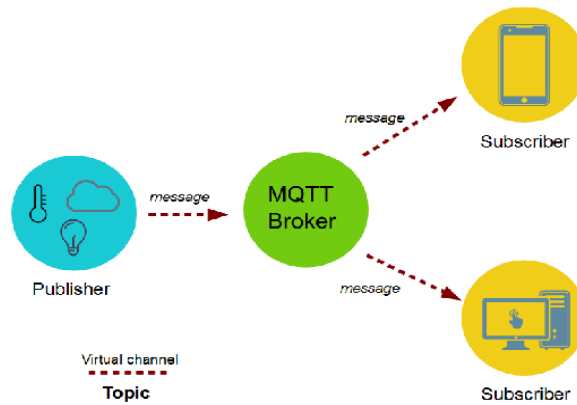 message
Subscriber
message
MQTT
Broker
Publisher
message
Subscriber
Virtual channel
Topic